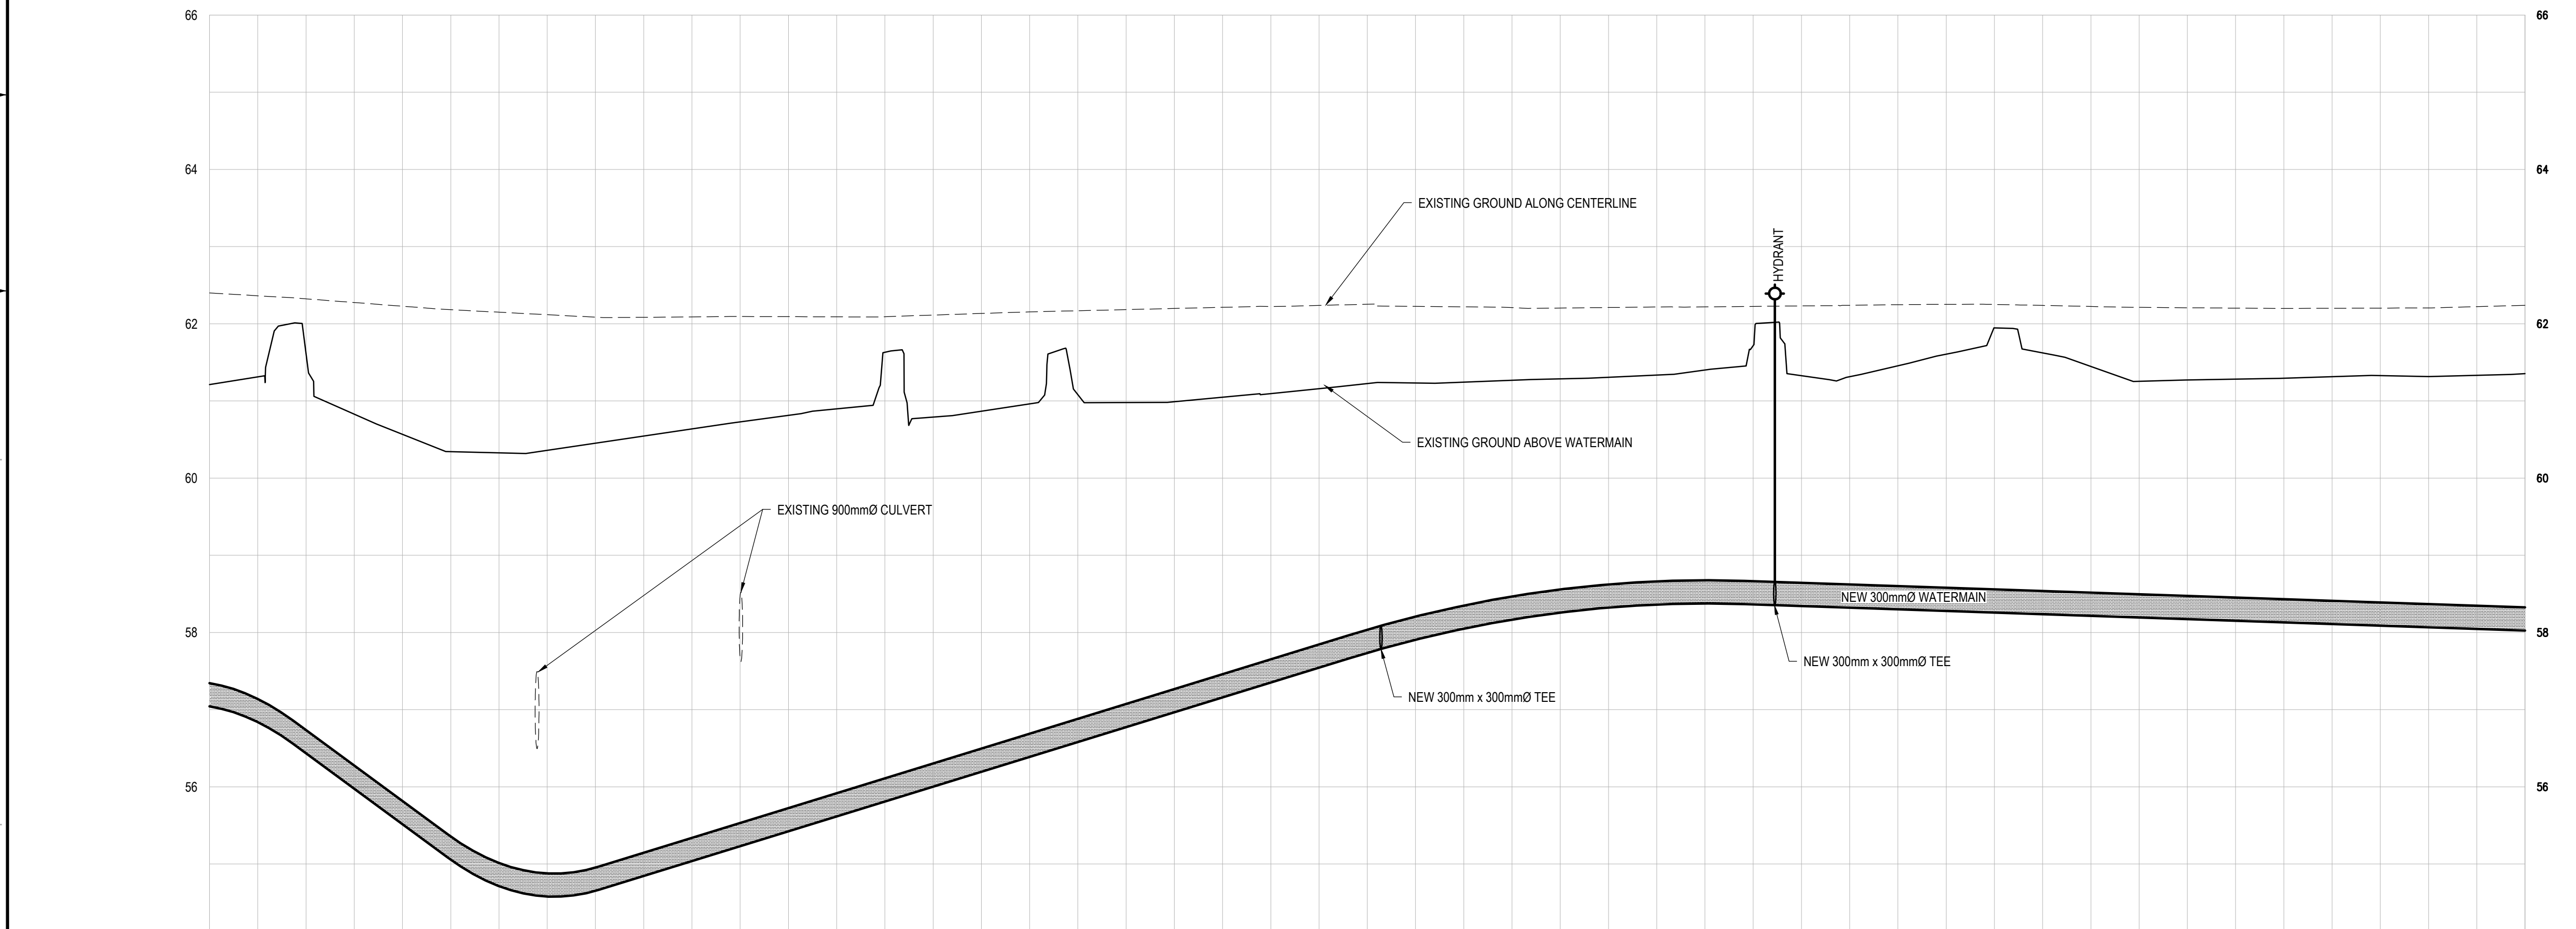 66
66
64
64
EXISTING GROUND ALONG CENTERLINE
HYDRANT
62
62
EXISTING GROUND ABOVE WATERMAIN
60
60
EXISTING 900mmØ CULVERT
NEW 300mmØ WATERMAIN
58
58
NEW 300mm x 300mmØ TEE
NEW 300mm x 300mmØ TEE
56
56